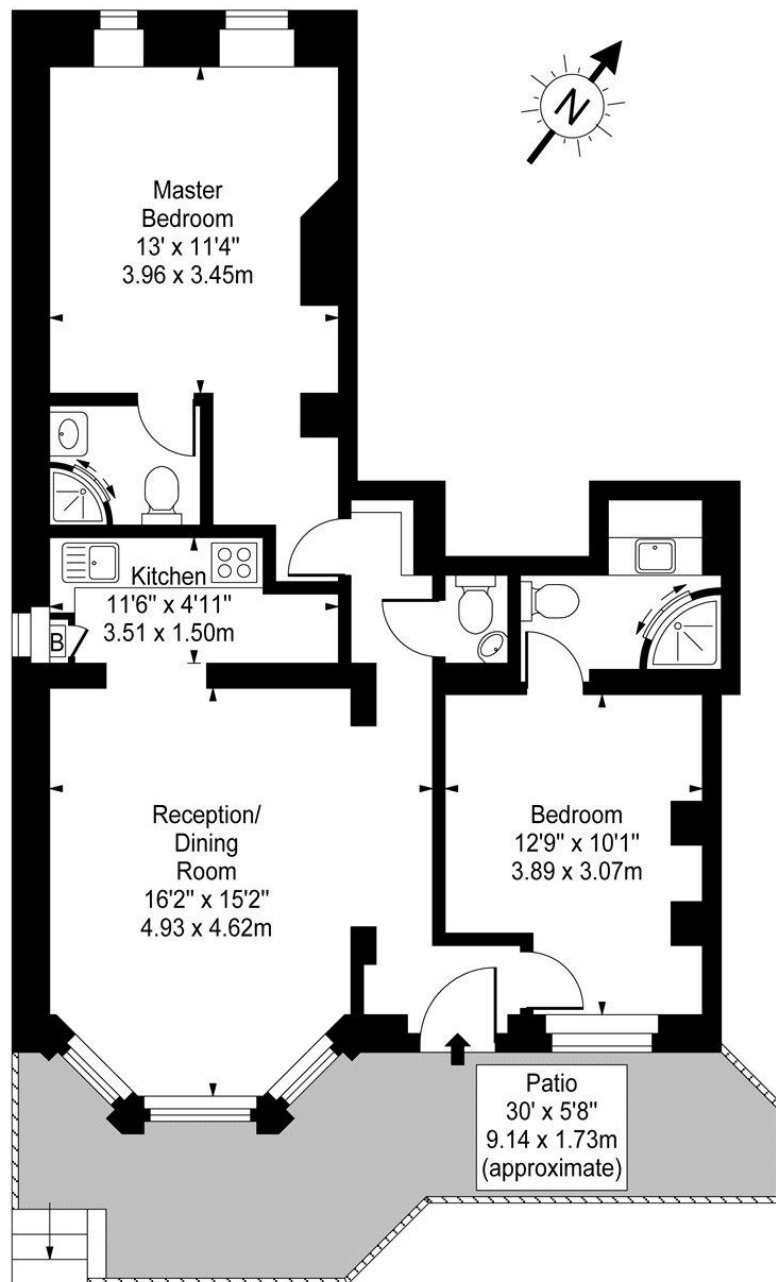 N
Master
Bedroom
13' x 11'4"
3.96 x 3.45m
Kitchen
11'6" x 4'11"
3.51 x 1.50m
B
Reception/
Dining
Room
16'2" x 15'2"
4.93 x 4.62m
Bedroom
12'9" x 10'1"
3.89 x 3.07m
Patio
30' x 5'8"
9.14 x 1.73m
(approximate)